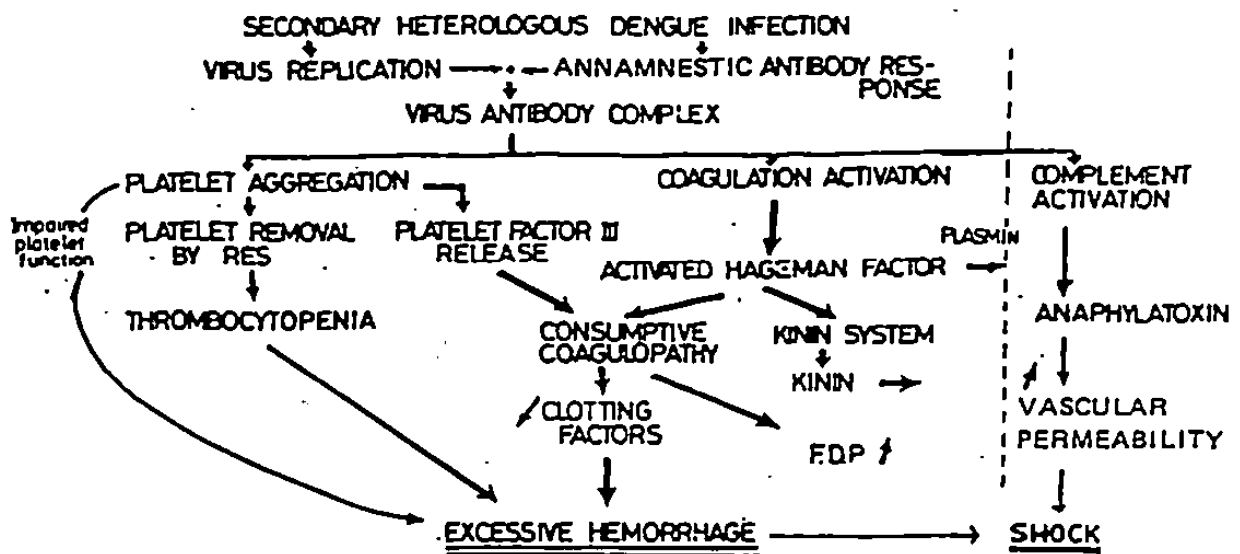 SECONDARY HETEROLOGOUS DENGUE INFECTION
VIRUS REPLICATION
ANNAMNESTIC ANTIBODY RES-
PONSE
VIRUS ANTIBODY COMPLEX
PLATELET AGGREGATION
COAGULATION ACTIVATION
COMPLEMENT
ACTIVATION
Impaired
platelet
function
PLATELET REMOVAL
BY RES
PLATELET FACTOR III
RELEASE
PLASMIN
ACTIVATED HAGEMAN FACTOR
THROMBOCYTOPENIA
CONSUMPTIVE
COAGULOPATHY
KININ SYSTEM
ANAPHYLATOXIN
KININ
CLOTTING
FACTORS
VASCULAR
PERMEABILITY
F.D.P
EXCESSIVE HEMORRHAGE
SHOCK